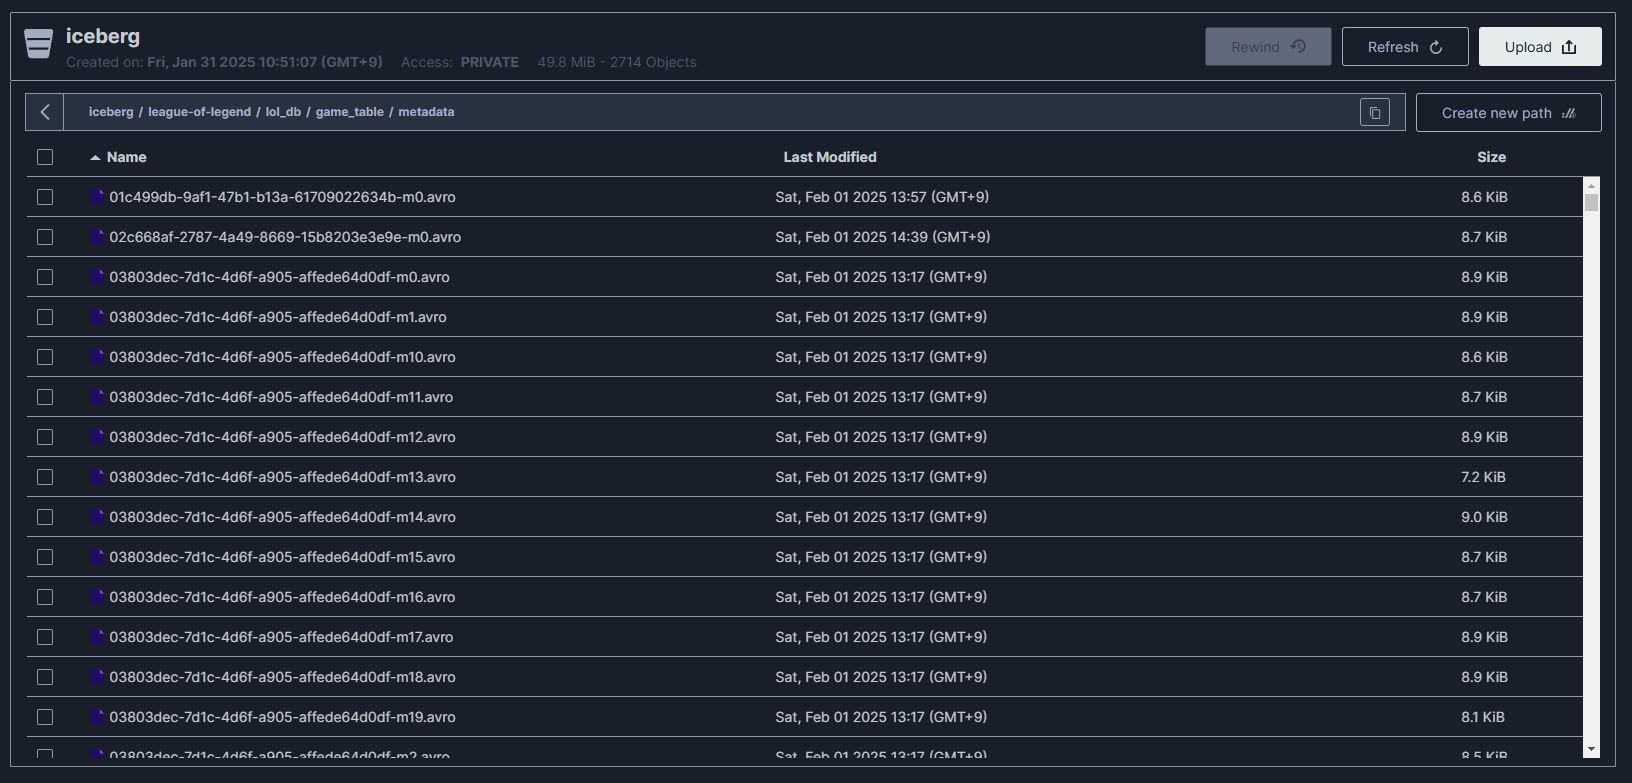 iceberg
Created on: Fri, Jan 31 2025 10:51:07 (GMT+9) Access: PRIVATE 49.8 MiB - 2714 Objects
Rewind Refresh Upload
iceberg / league-of-legend / lol_db / game_table / metadata
Create new path
Name Last Modified Size
01c499db-9af1-47b1-b13a-61709022634b-m0.avro Sat, Feb 01 2025 13:57 (GMT+9) 8.6 KiB
02c668af-2787-4a49-8669-15b8203e3e9e-m0.avro Sat, Feb 01 2025 14:39 (GMT+9) 8.7 KiB
03803dec-7d1c-4d6f-a905-affede64d0df-m0.avro Sat, Feb 01 2025 13:17 (GMT+9) 8.9 KiB
03803dec-7d1c-4d6f-a905-affede64d0df-m1.avro Sat, Feb 01 2025 13:17 (GMT+9) 8.9 KiB
03803dec-7d1c-4d6f-a905-affede64d0df-m10.avro Sat, Feb 01 2025 13:17 (GMT+9) 8.6 KiB
03803dec-7d1c-4d6f-a905-affede64d0df-m11.avro Sat, Feb 01 2025 13:17 (GMT+9) 8.7 KiB
03803dec-7d1c-4d6f-a905-affede64d0df-m12.avro Sat, Feb 01 2025 13:17 (GMT+9) 8.9 KiB
03803dec-7d1c-4d6f-a905-affede64d0df-m13.avro Sat, Feb 01 2025 13:17 (GMT+9) 7.2 KiB
03803dec-7d1c-4d6f-a905-affede64d0df-m14.avro Sat, Feb 01 2025 13:17 (GMT+9) 9.0 KiB
03803dec-7d1c-4d6f-a905-affede64d0df-m15.avro Sat, Feb 01 2025 13:17 (GMT+9) 8.7 KiB
03803dec-7d1c-4d6f-a905-affede64d0df-m16.avro Sat, Feb 01 2025 13:17 (GMT+9) 8.7 KiB
03803dec-7d1c-4d6f-a905-affede64d0df-m17.avro Sat, Feb 01 2025 13:17 (GMT+9) 8.9 KiB
03803dec-7d1c-4d6f-a905-affede64d0df-m18.avro Sat, Feb 01 2025 13:17 (GMT+9) 8.9 KiB
03803dec-7d1c-4d6f-a905-affede64d0df-m19.avro Sat, Feb 01 2025 13:17 (GMT+9) 8.1 KiB
03803dec-7d1c-4d6f-a905-affede64d0df-m2.avro Sat, Feb 01 2025 13:17 (GMT+9) 8.5 KiB